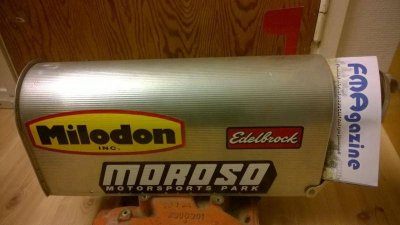 Milodon
INC.
Edelbrock
MOROSO
MOTORSPORTS PARK
FMAgazine